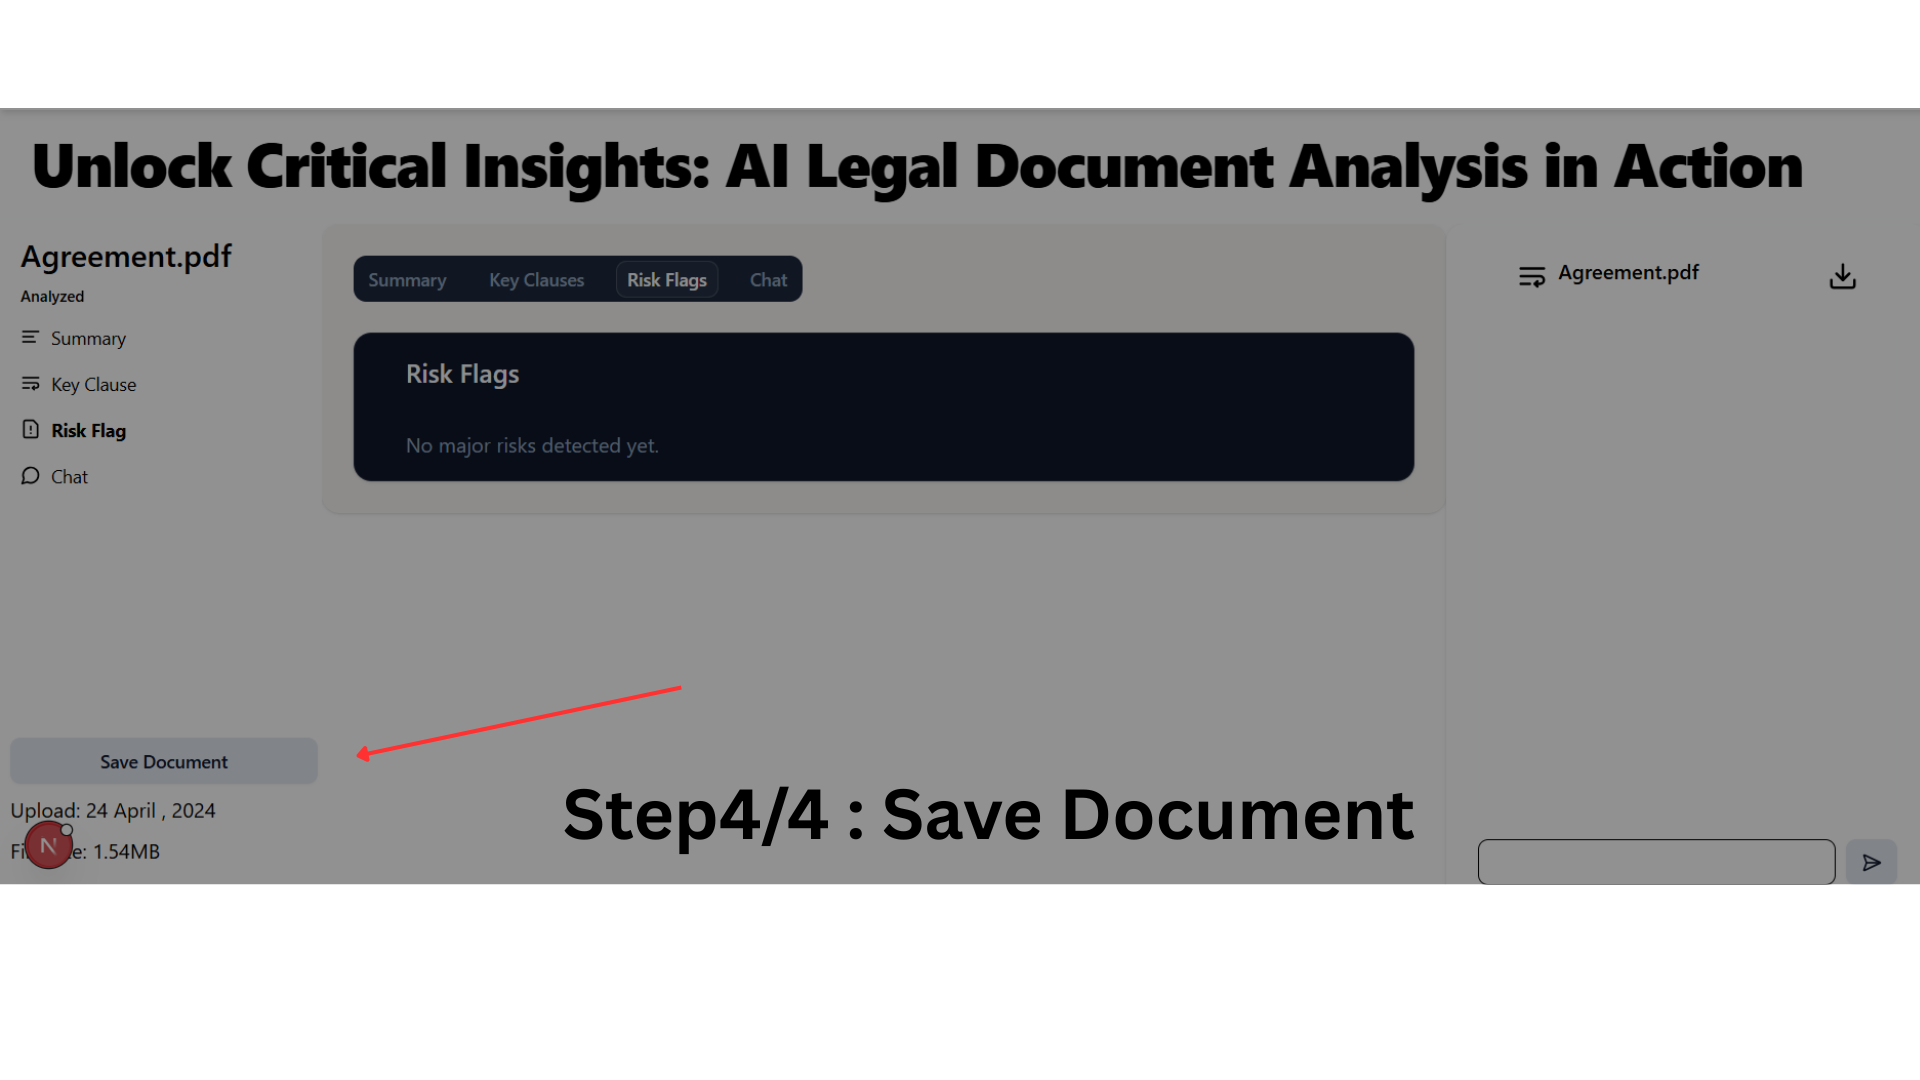 Unlock Critical Insights: AI Legal Document Analysis in Action
Agreement.pdf
Analyzed
Summary
Key Clause
Risk Flag
Chat
Summary Key Clauses Risk Flags Chat
Risk Flags
No major risks detected yet.
Agreement.pdf
Save Document
Upload: 24 April , 2024
1.54MB
N
Step4/4 : Save Document